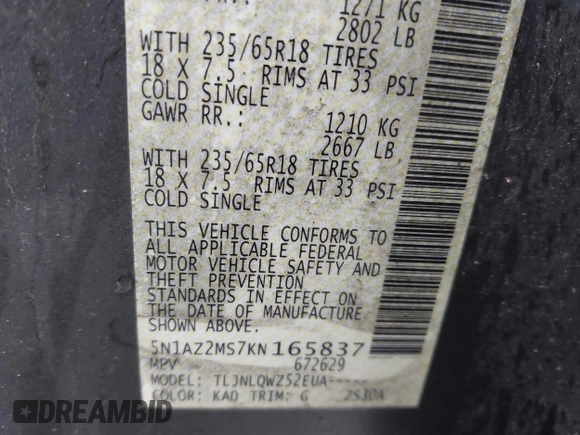 1271 KG
2802 LB
WITH 235/65R18 TIRES
18 X 7.5 RIMS AT 33 PSI
COLD SINGLE
GAWR RR.: 1210 KG
2667 LB
WITH 235/65R18 TIRES
18 X 7.5 RIMS AT 33 PSI
COLD SINGLE
THIS VEHICLE CONFORMS TO
ALL APPLICABLE FEDERAL
MOTOR VEHICLE SAFETY AND
THEFT PREVENTION
STANDARDS IN EFFECT ON
THE DATE OF MANUFACTURE
SHOWN ABOVE.
5N1AZ2MS7KN165837
MPV 672629
MODEL: TLJNLQWZ52EUA-----
COLOR: KAD TRIM: G 2S30A
AUTOBIDMASTER